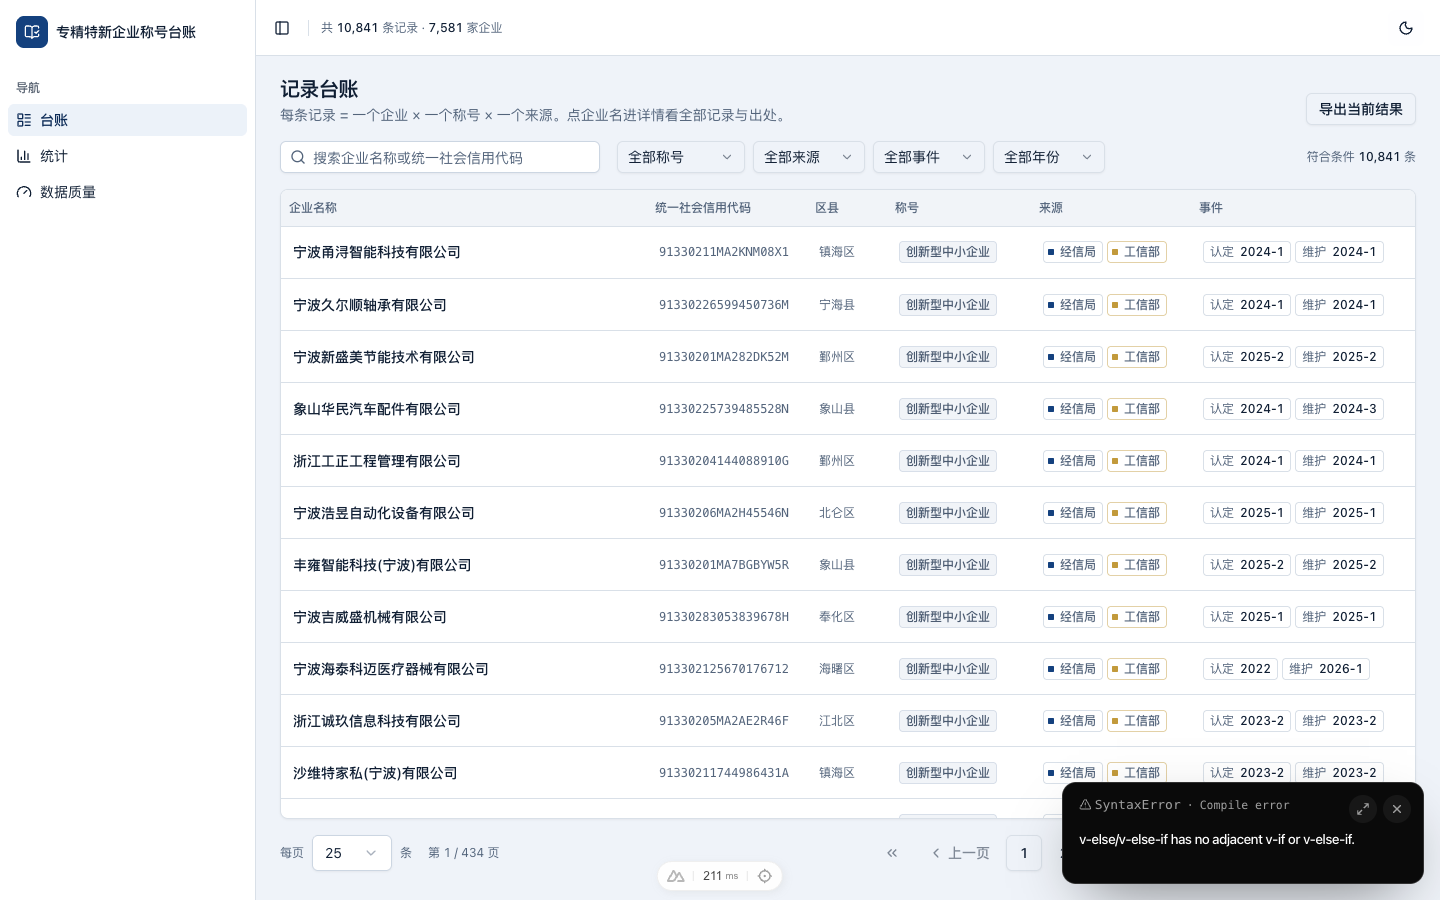 专精特新企业称号台账
共 10,841 条记录 · 7,581 家企业
导航
台账
统计
数据质量
记录台账
每条记录 = 一个企业 × 一个称号 × 一个来源。点企业名进详情看全部记录与出处。
导出当前结果
搜索企业名称或统一社会信用代码
全部称号
全部来源
全部事件
全部年份
符合条件 10,841 条
企业名称 统一社会信用代码 区县 称号 来源 事件
宁波甬浔智能科技有限公司 91330211MA2KNM08X1 镇海区 创新型中小企业 经信局 工信部 认定 2024-1 维护 2024-1
宁波久尔顺轴承有限公司 91330226599450736M 宁海县 创新型中小企业 经信局 工信部 认定 2024-1 维护 2024-1
宁波新盛美节能技术有限公司 91330201MA282DK52M 鄞州区 创新型中小企业 经信局 工信部 认定 2025-2 维护 2025-2
象山华民汽车配件有限公司 91330225739485528N 象山县 创新型中小企业 经信局 工信部 认定 2024-1 维护 2024-3
浙江工正工程管理有限公司 91330204144088910G 鄞州区 创新型中小企业 经信局 工信部 认定 2024-1 维护 2024-1
宁波浩昱自动化设备有限公司 91330206MA2H45546N 北仑区 创新型中小企业 经信局 工信部 认定 2025-1 维护 2025-1
丰雍智能科技(宁波)有限公司 91330201MA7BGBYW5R 象山县 创新型中小企业 经信局 工信部 认定 2025-2 维护 2025-2
宁波吉威盛机械有限公司 91330283053839678H 奉化区 创新型中小企业 经信局 工信部 认定 2025-1 维护 2025-1
宁波海泰科迈医疗器械有限公司 913302125670176712 海曙区 创新型中小企业 经信局 工信部 认定 2022 维护 2026-1
浙江诚玖信息科技有限公司 91330205MA2AE2R46F 江北区 创新型中小企业 经信局 工信部 认定 2023-2 维护 2023-2
沙维特家私(宁波)有限公司 91330211744986431A 镇海区 创新型中小企业 经信局 工信部 认定 2023-2 维护 2023-2
每页 25 条 第 1 / 434 页
上一页 1
211 ms
SyntaxError · Compile error
v-else/v-else-if has no adjacent v-if or v-else-if.